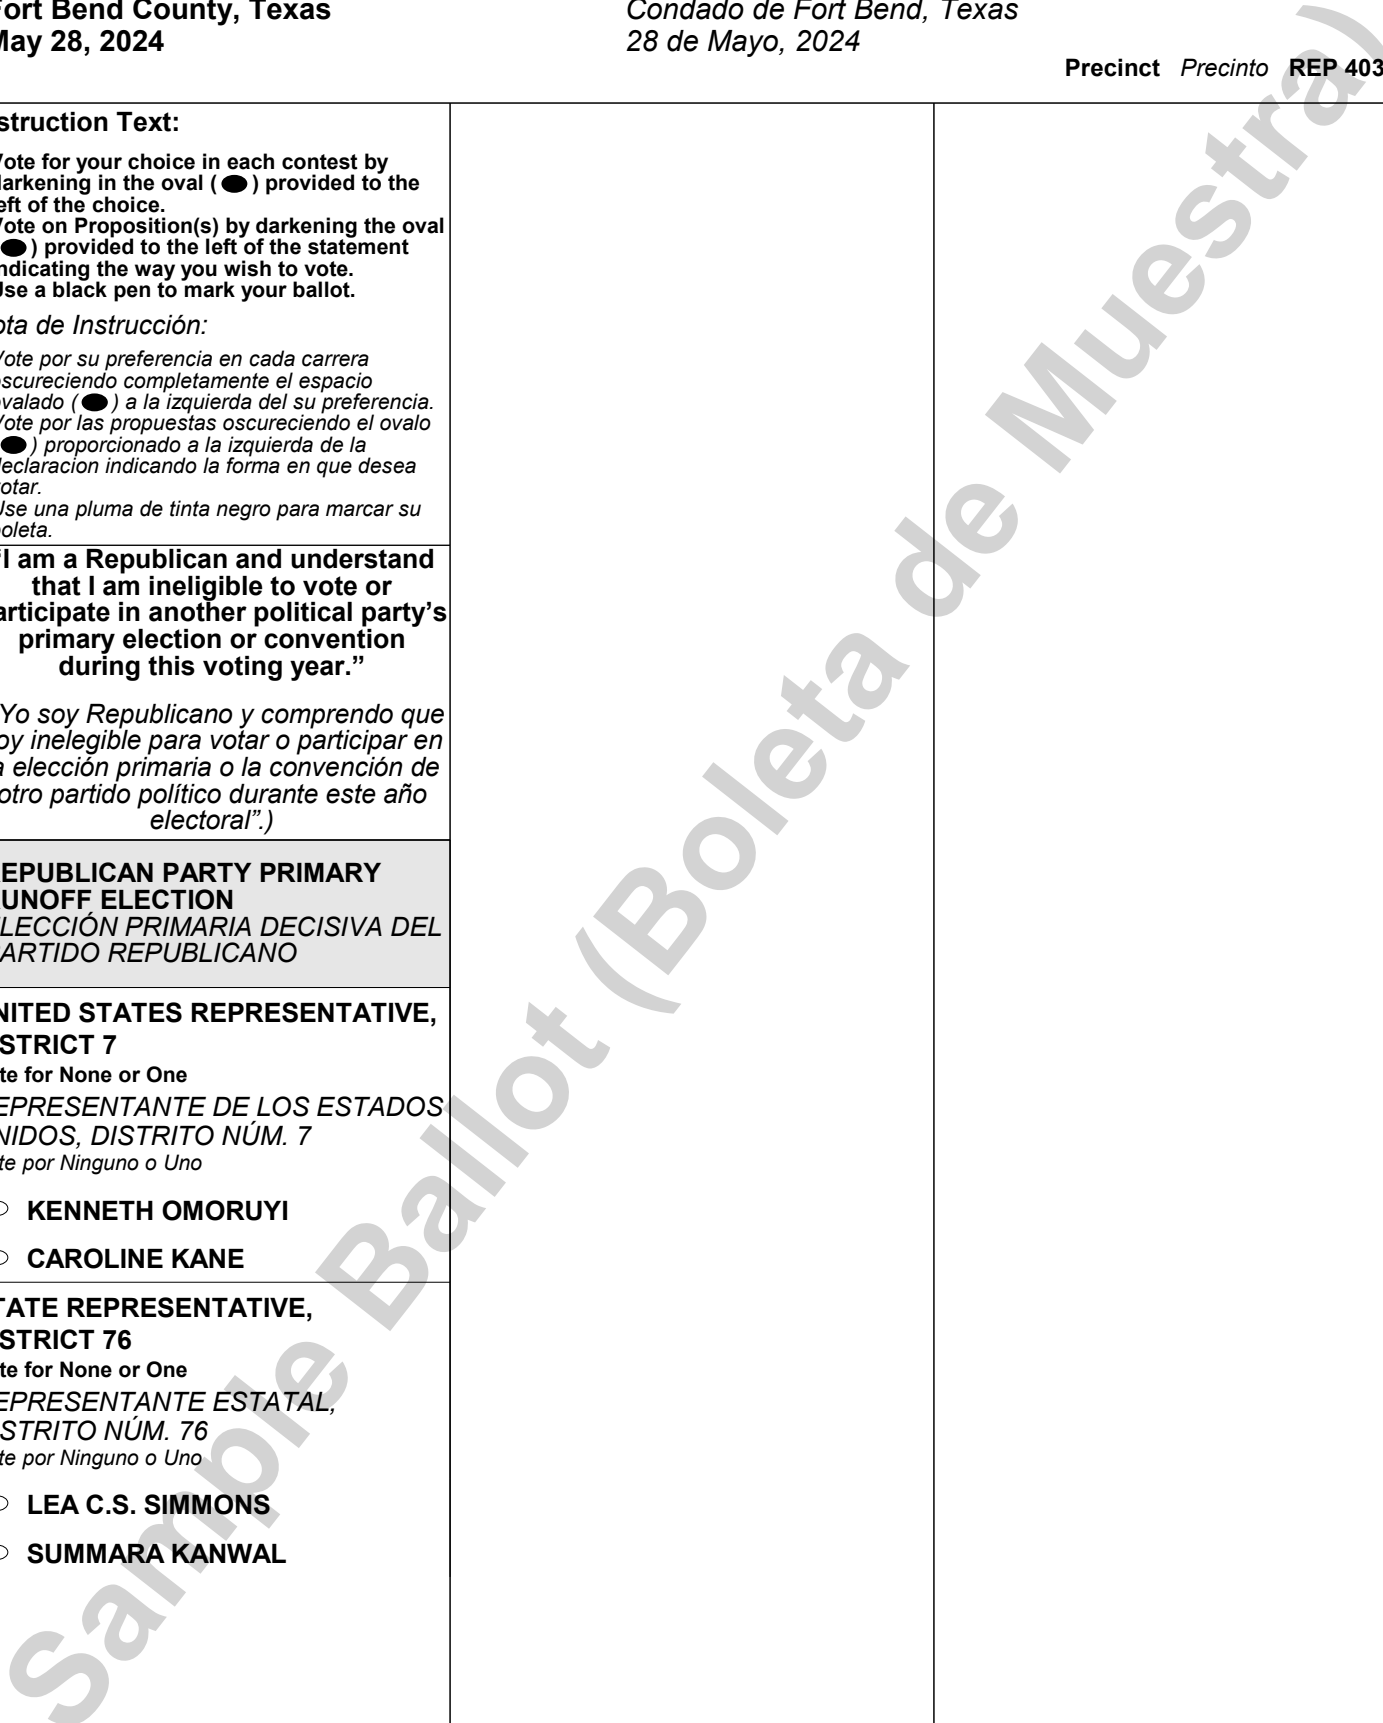 Fort Bend County, Texas
May 28, 2024
Condado de Fort Bend, Texas
28 de Mayo, 2024
Precinct Precinto REP 403
struction Text:
Vote for your choice in each contest by
darkening in the oval ( ) provided to the
left of the choice.
Vote on Proposition(s) by darkening the oval
) provided to the left of the statement
indicating the way you wish to vote.
Use a black pen to mark your ballot.
ota de Instrucción:
Vote por su preferencia en cada carrera
oscureciendo completamente el espacio
ovalado ( ) a la izquierda del su preferencia.
Vote por las propuestas oscureciendo el ovalo
) proporcionado a la izquierda de la
declaracion indicando la forma en que desea
votar.
Use una pluma de tinta negro para marcar su
boleta.
“I am a Republican and understand
that I am ineligible to vote or
articipate in another political party’s
primary election or convention
during this voting year.”
“Yo soy Republicano y comprendo que
oy inelegible para votar o participar en
a elección primaria o la convención de
otro partido político durante este año
electoral”.)
EPUBLICAN PARTY PRIMARY
RUNOFF ELECTION
ELECCIÓN PRIMARIA DECISIVA DEL
PARTIDO REPUBLICANO
NITED STATES REPRESENTATIVE,
ISTRICT 7
te for None or One
EPRESENTANTE DE LOS ESTADOS
NIDOS, DISTRITO NÚM. 7
te por Ninguno o Uno
KENNETH OMORUYI
CAROLINE KANE
TATE REPRESENTATIVE,
ISTRICT 76
te for None or One
EPRESENTANTE ESTATAL,
ISTRITO NÚM. 76
te por Ninguno o Uno
LEA C.S. SIMMONS
SUMMARA KANWAL
Sample Ballot (Boleta de Muestra)